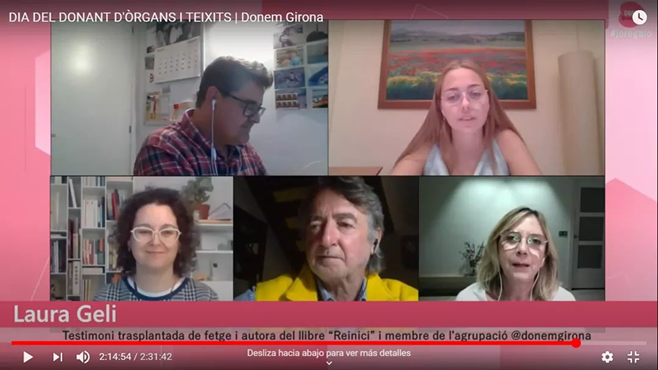 DIA DEL DONANT D'ÒRGANS I TEIXITS | Donem Girona
#joregalo
Laura Geli
Testimoni trasplantada de fetge i autora del llibre "Reinici" i membre de l'agrupació @donemgirona
2:14:54 / 2:31:42
Desliza hacia abajo para ver más detalles